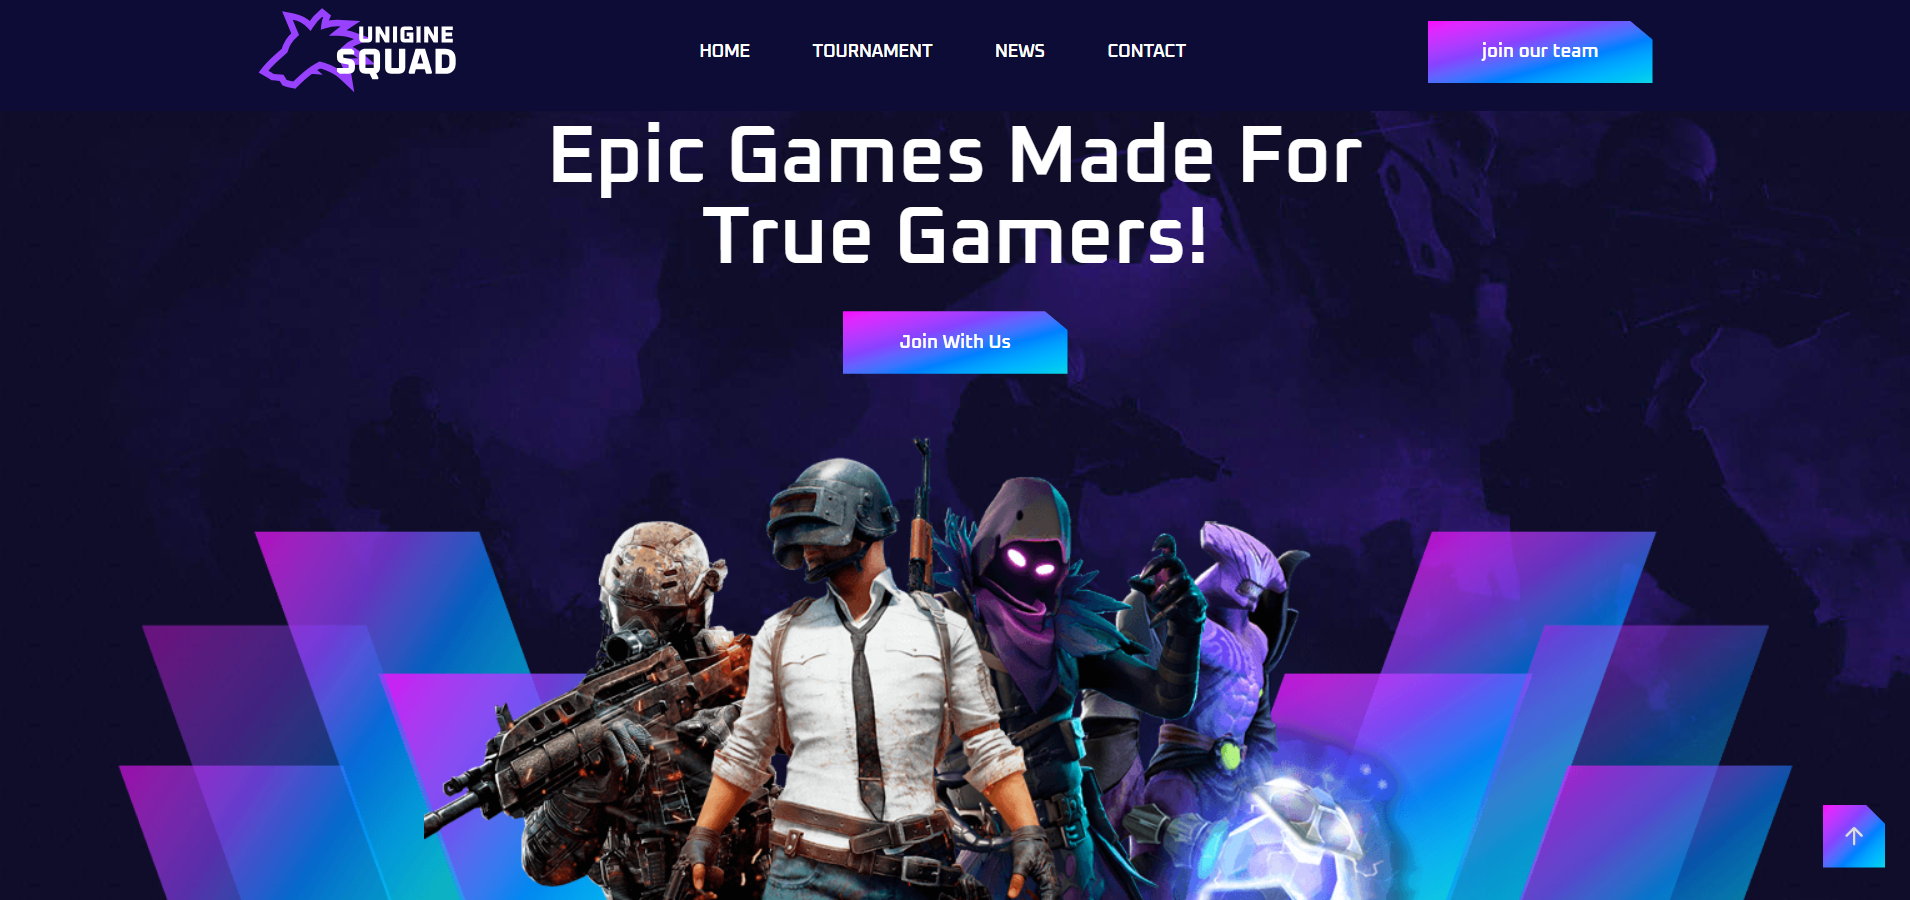 UNIGINE
SQUAD
HOME
TOURNAMENT
NEWS
CONTACT
join our team
Epic Games Made For
True Gamers!
Join With Us